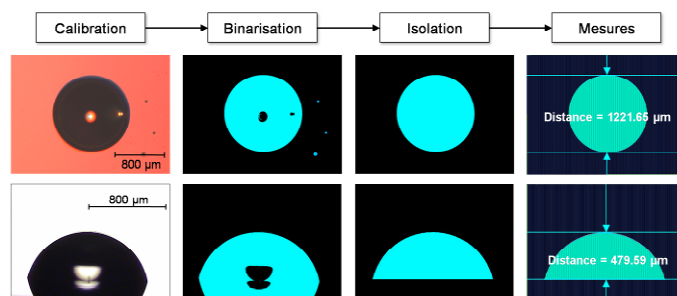 Calibration
Binarisation
Isolation
Mesures
800 µm
Distance = 1221.65 µm
800 µm
Distance = 479.59 µm